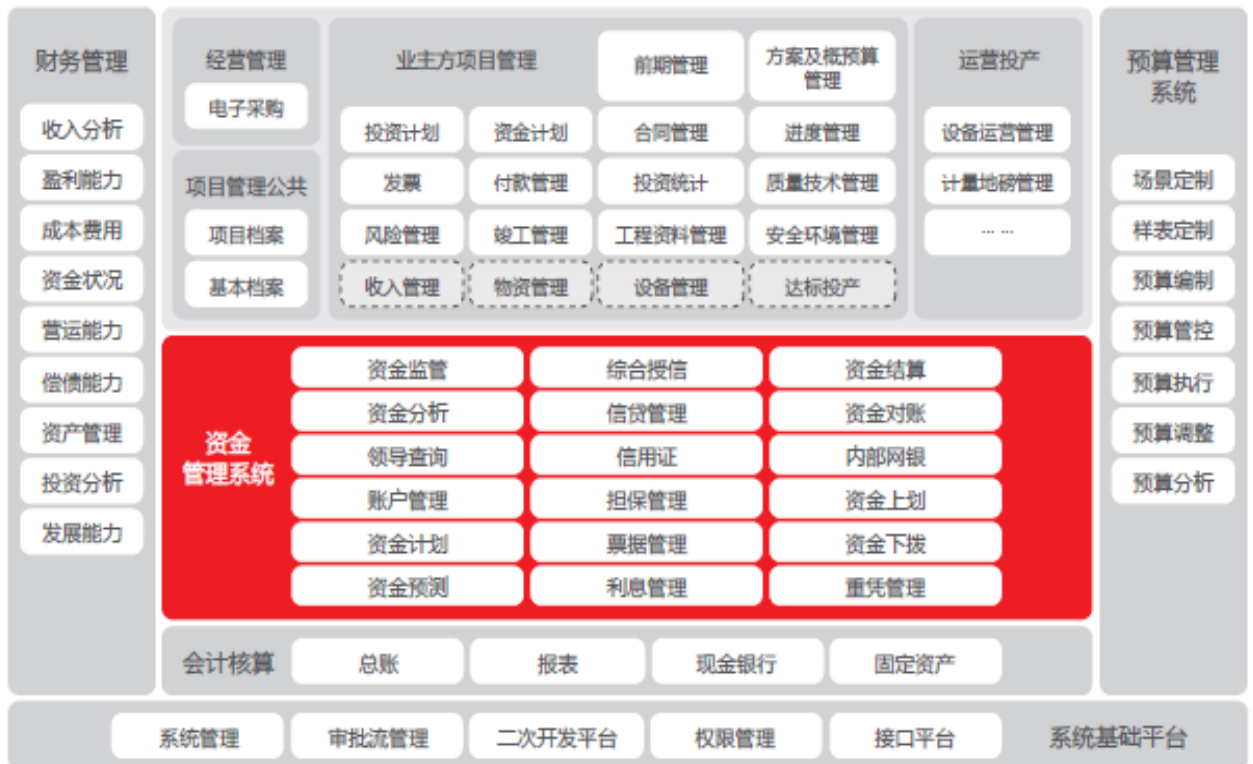 财务管理
收入分析
盈利能力
成本费用
资金状况
营运能力
偿债能力
资产管理
投资分析
发展能力
经营管理
电子采购
项目管理公共
项目档案
基本档案
业主方项目管理
前期管理
方案及概预算
管理
投资计划
资金计划
合同管理
进度管理
发票
付款管理
投资统计
质量技术管理
风险管理
竣工管理
工程资料管理
安全环境管理
收入管理
物资管理
设备管理
达标投产
运营投产
设备运营管理
计量地磅管理
... ...
预算管理
系统
场景定制
样表定制
预算编制
预算管控
预算执行
预算调整
预算分析
资金
管理系统
资金监管
综合授信
资金结算
资金分析
信贷管理
资金对账
领导查询
信用证
内部网银
账户管理
担保管理
资金上划
资金计划
票据管理
资金下拨
资金预测
利息管理
重凭管理
会计核算
总账
报表
现金银行
固定资产
系统管理
审批流管理
二次开发平台
权限管理
接口平台
系统基础平台